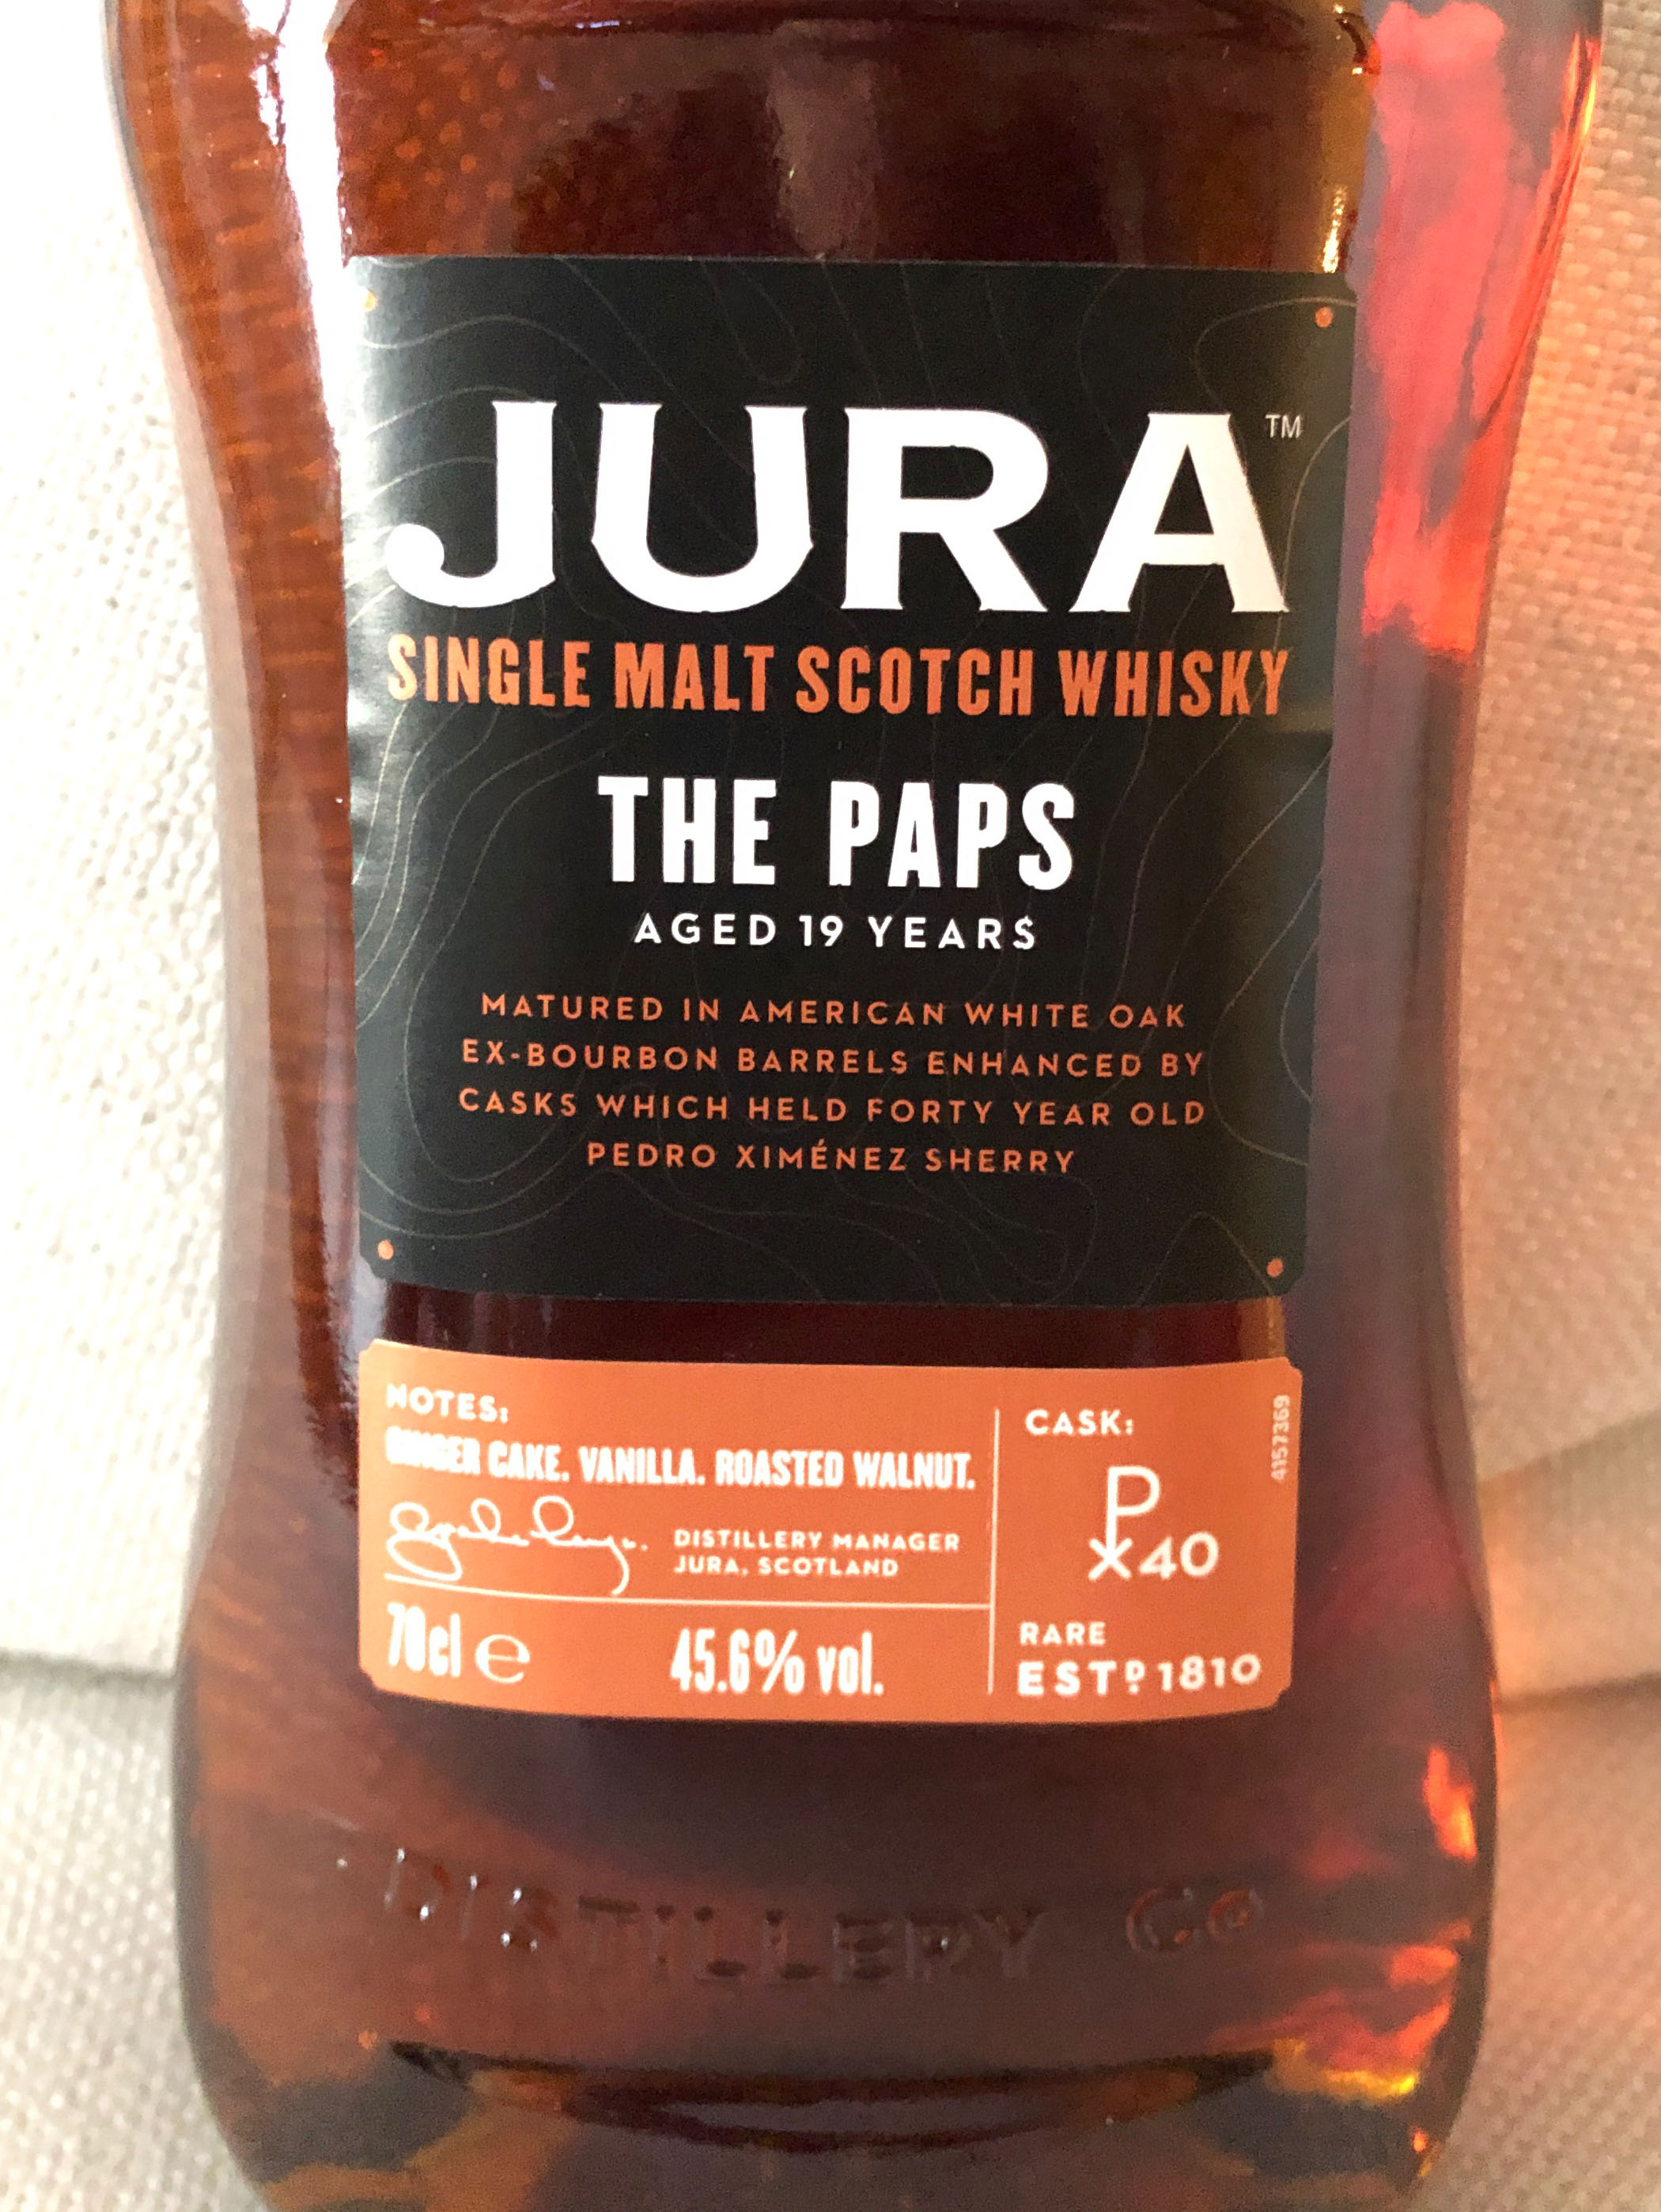 JURA™
SINGLE MALT SCOTCH WHISKY
THE PAPS
AGED 19 YEARS
MATURED IN AMERICAN WHITE OAK
EX-BOURBON BARRELS ENHANCED BY
CASKS WHICH HELD FORTY YEAR OLD
PEDRO XIMÉNEZ SHERRY
NOTES:
GINGER CAKE. VANILLA. ROASTED WALNUT.
DISTILLERY MANAGER
JURA, SCOTLAND
70cl e
45.6% vol.
CASK:
P
X40
RARE
ESTD 1810
4157369
DISTILLERY Co